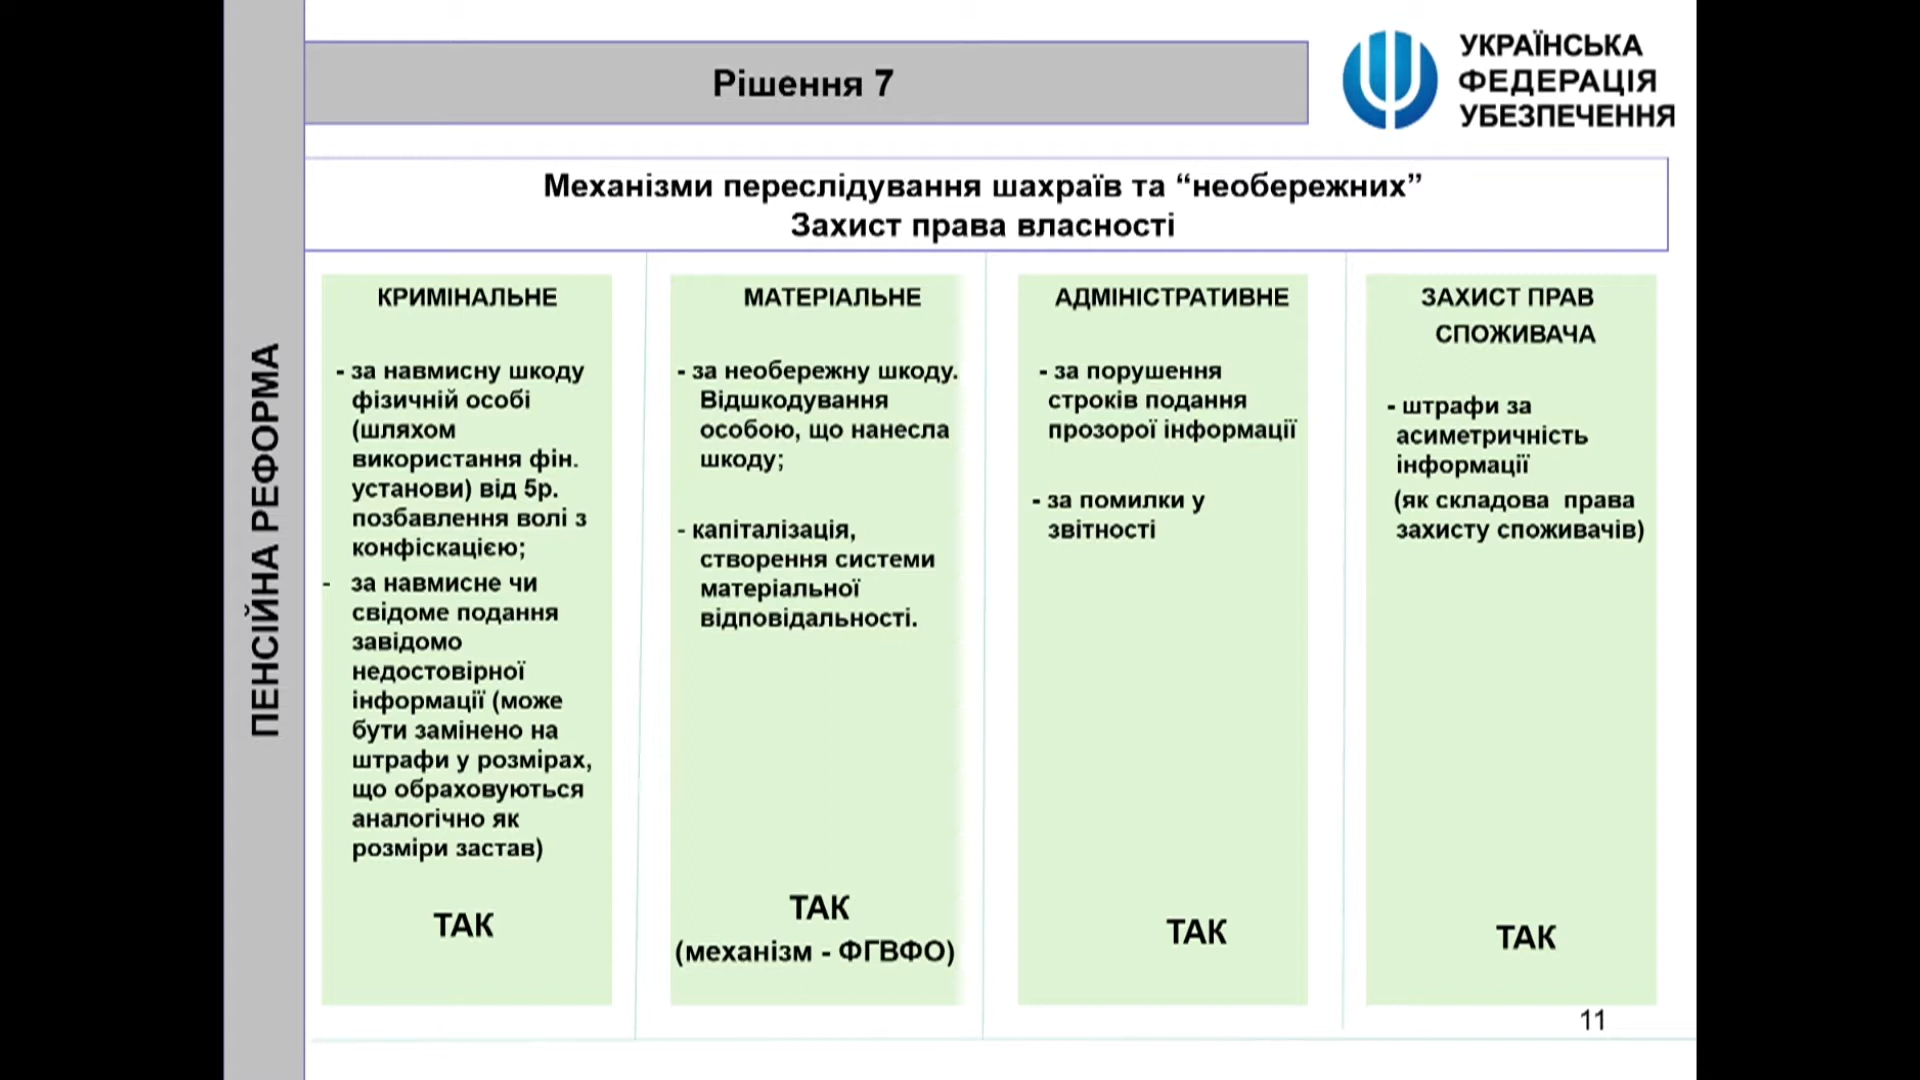 ПЕНСІЙНА РЕФОРМА
Рішення 7
УКРАЇНСЬКА
ФЕДЕРАЦІЯ
УБЕЗПЕЧЕННЯ
Механізми переслідування шахраїв та “необережних”
Захист права власності
КРИМІНАЛЬНЕ
- за навмисну шкоду
фізичній особі
(шляхом
використання фін.
установи) від 5р.
позбавлення волі з
конфіскацією;
- за навмисне чи
свідоме подання
завідомо
недостовірної
інформації (може
бути замінено на
штрафи у розмірах,
що обраховуються
аналогічно як
розміри застав)
ТАК
МАТЕРІАЛЬНЕ
- за необережну шкоду.
Відшкодування
особою, що нанесла
шкоду;
- капіталізація,
створення системи
матеріальної
відповідальності.
ТАК
(механізм - ФГВФО)
АДМІНІСТРАТИВНЕ
- за порушення
строків подання
прозорої інформації
- за помилки у
звітності
ТАК
ЗАХИСТ ПРАВ
СПОЖИВАЧА
- штрафи за
асиметричність
інформації
(як складова права
захисту споживачів)
ТАК
11